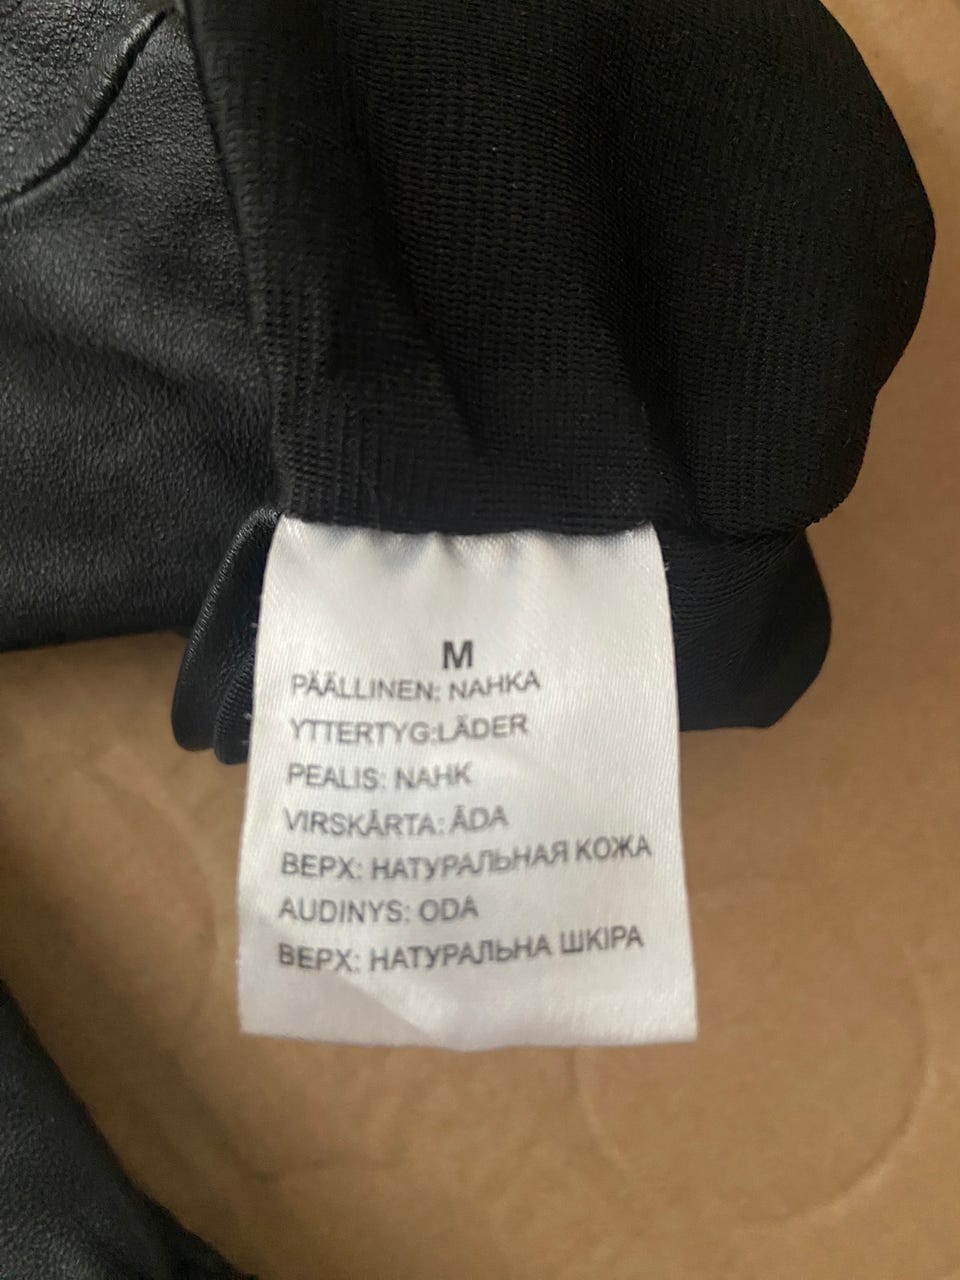 M
PÄÄLLINEN: NAHKA
YTTERTYG:LÄDER
PEALIS: NAHK
VIRSKĀRTA: ĀDA
ВЕРХ: НАТУРАЛЬНАЯ КОЖА
AUDINYS: ODA
ВЕРХ: НАТУРАЛЬНА ШКІРА